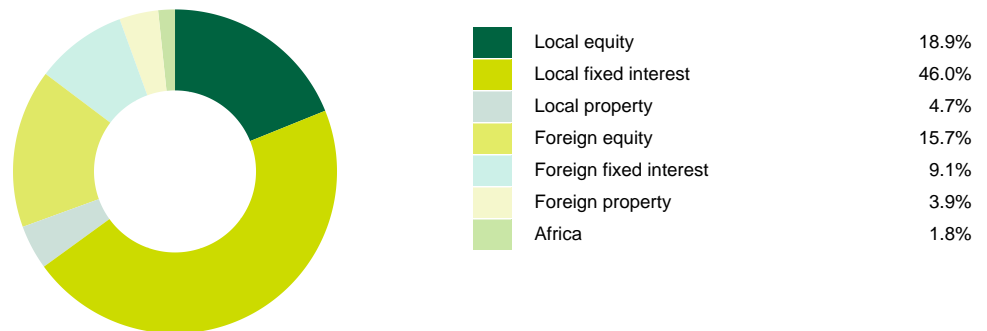 Local equity 18.9%
Local fixed interest 46.0%
Local property 4.7%
Foreign equity 15.7%
Foreign fixed interest 9.1%
Foreign property 3.9%
Africa 1.8%